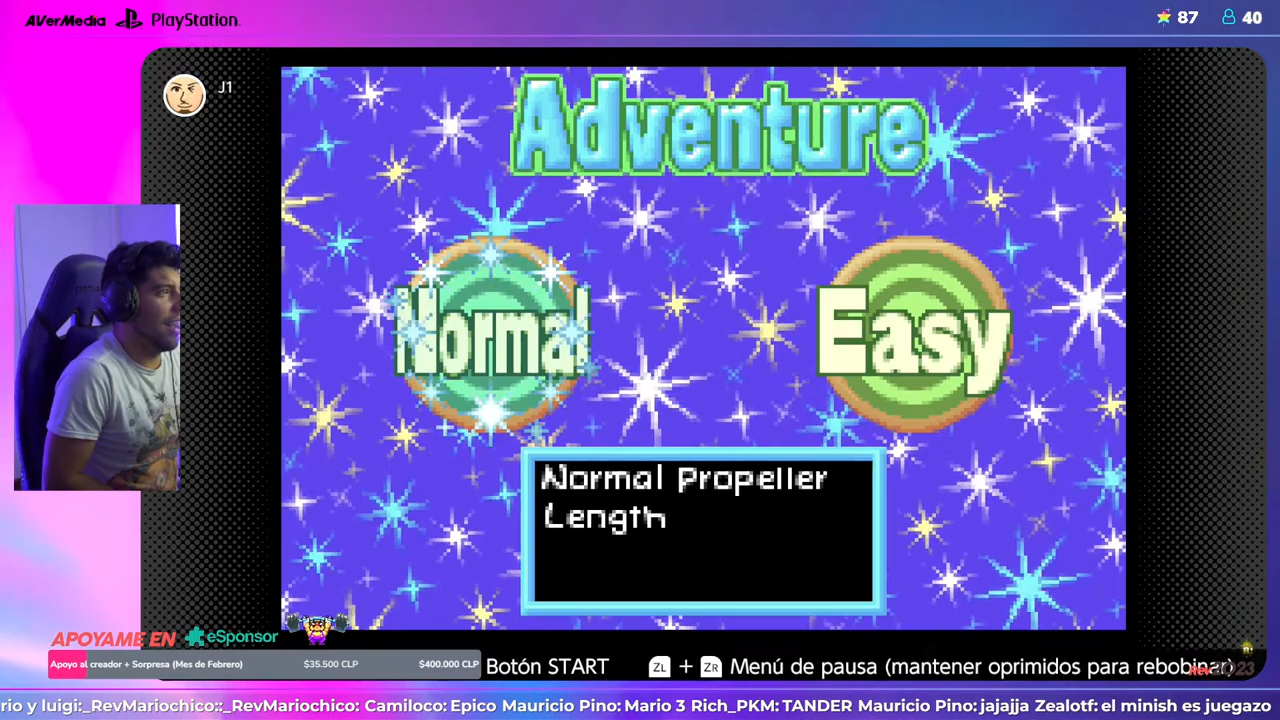 AVerMedia PlayStation
87
40
J1
Adventure
Normal
Easy
Normal Propeller
Length
APOYAME EN eSponsor
Apoyo al creador + Sorpresa (Mes de Febrero) $35.500 CLP $400.000 CLP
Botón START ZL + ZR Menú de pausa (mantener oprimidos para rebobinar)
Rev2023
rio y luigi:_RevMariochico:_RevMariochico: Camiloco: Epico Mauricio Pino: Mario 3 Rich_PKM: TANDER Mauricio Pino: jajajja Zealotf: el minish es juegazo